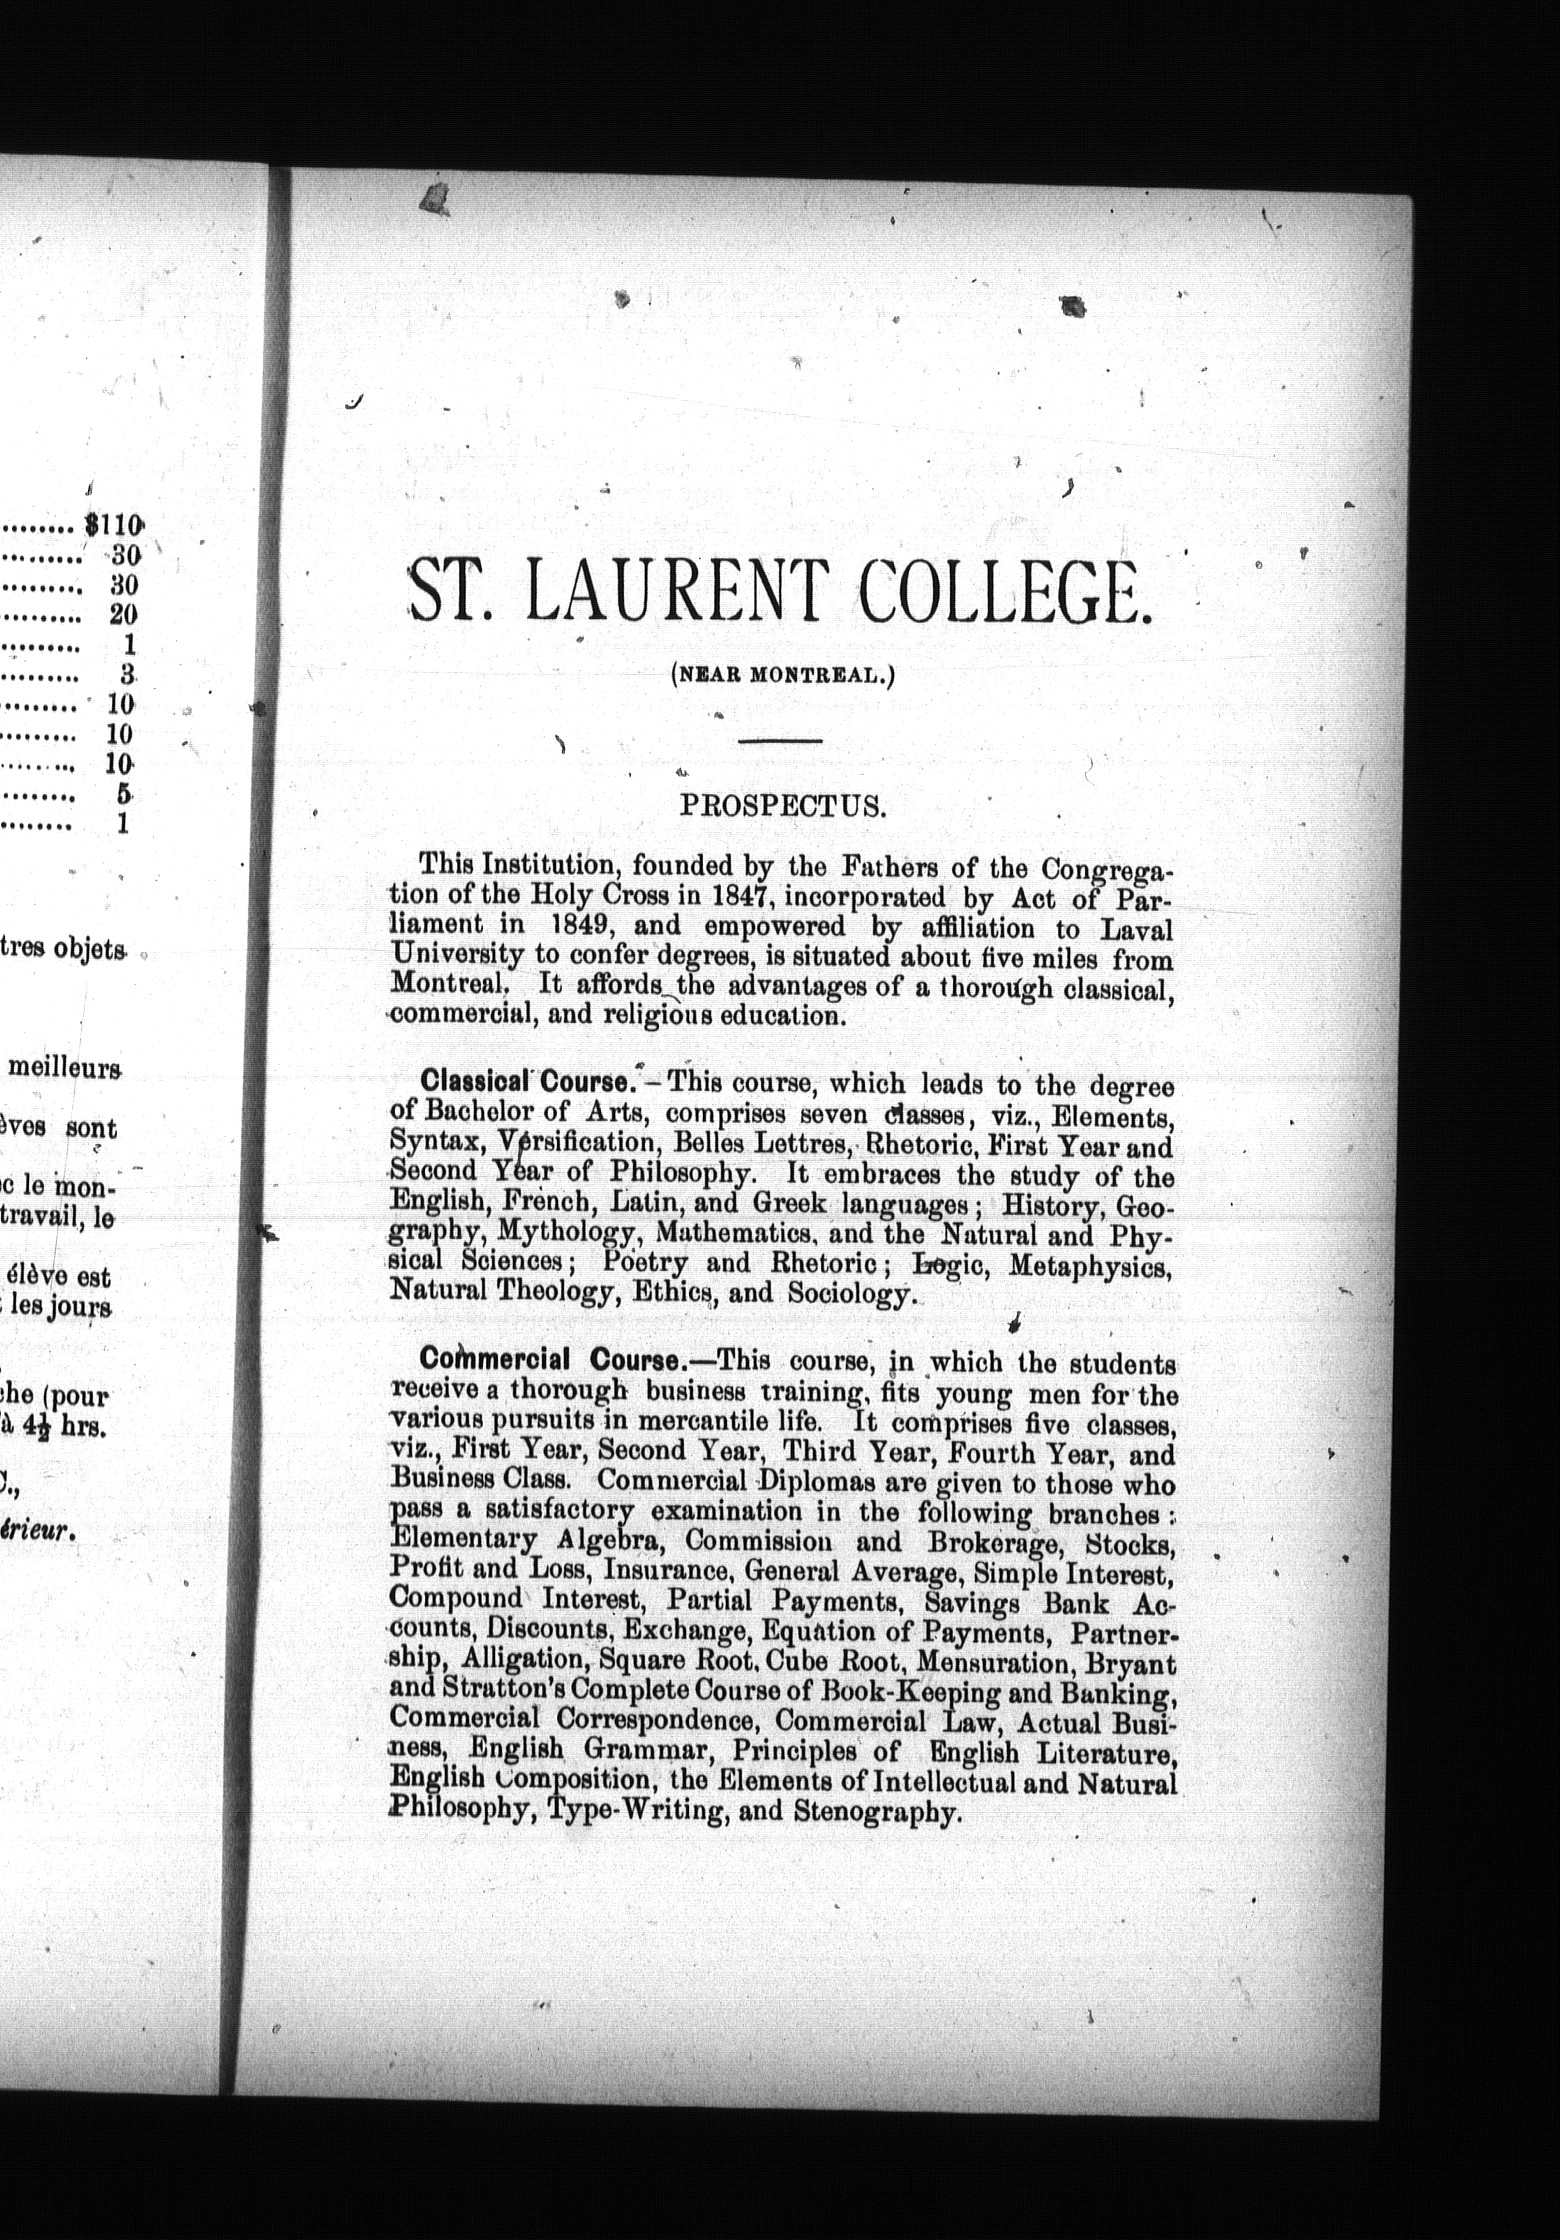 $110
30
30
20
1
3
10
10
10
5
1
tres objets
meilleurs
sont
le mon-
travail, le
élève est
les jours
(pour
à 4½ hrs.
ST. LAURENT COLLEGE.
(NEAR MONTREAL.)
PROSPECTUS.
This Institution, founded by the Fathers of the Congrega-
tion of the Holy Cross in 1847, incorporated by Act of Par-
liament in 1849, and empowered by affiliation to Laval
University to confer degrees, is situated about five miles from
Montreal. It affords the advantages of a thorough classical,
commercial, and religious education.
Classical Course.—This course, which leads to the degree
of Bachelor of Arts, comprises seven classes, viz., Elements,
Syntax, Versification, Belles Lettres, Rhetoric, First Year and
Second Year of Philosophy. It embraces the study of the
English, French, Latin, and Greek languages; History, Geo-
graphy, Mythology, Mathematics, and the Natural and Phy-
sical Sciences; Poetry and Rhetoric; Logic, Metaphysics,
Natural Theology, Ethics, and Sociology.
Commercial Course.—This course, in which the students
receive a thorough business training, fits young men for the
various pursuits in mercantile life. It comprises five classes,
viz., First Year, Second Year, Third Year, Fourth Year, and
Business Class. Commercial Diplomas are given to those who
pass a satisfactory examination in the following branches:
Elementary Algebra, Commission and Brokerage, Stocks,
Profit and Loss, Insurance, General Average, Simple Interest,
Compound Interest, Partial Payments, Savings Bank Ac-
counts, Discounts, Exchange, Equation of Payments, Partner-
ship, Alligation, Square Root, Cube Root, Mensuration, Bryant
and Stratton's Complete Course of Book-Keeping and Banking,
Commercial Correspondence, Commercial Law, Actual Busi-
ness, English Grammar, Principles of English Literature,
English Composition, the Elements of Intellectual and Natural
Philosophy, Type-Writing, and Stenography.